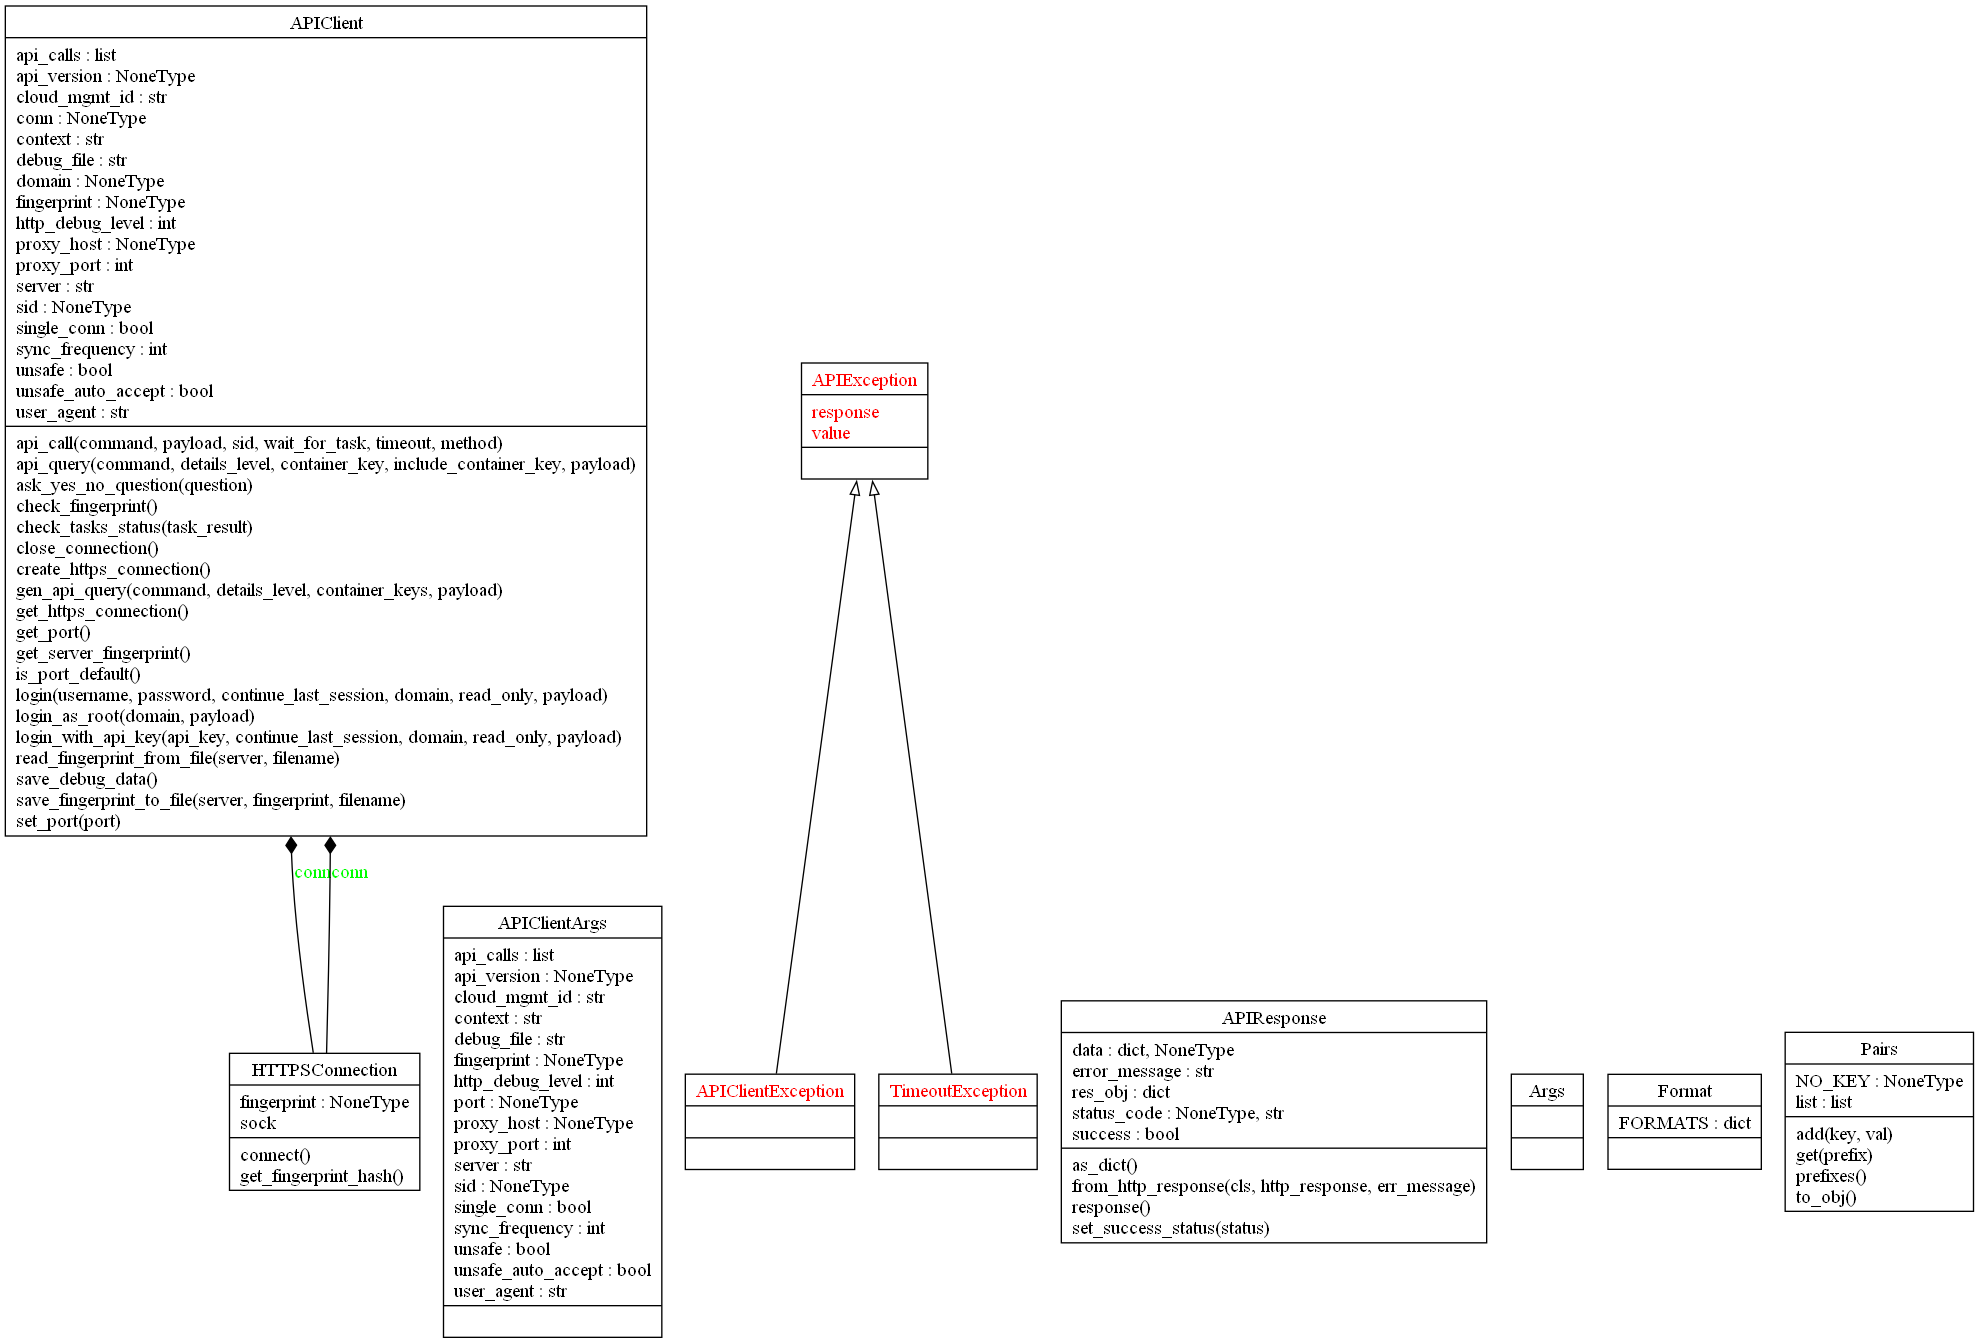 APIClient
api_calls : list
api_version : NoneType
cloud_mgmt_id : str
conn : NoneType
context : str
debug_file : str
domain : NoneType
fingerprint : NoneType
http_debug_level : int
proxy_host : NoneType
proxy_port : int
server : str
sid : NoneType
single_conn : bool
sync_frequency : int
unsafe : bool
unsafe_auto_accept : bool
user_agent : str
api_call(command, payload, sid, wait_for_task, timeout, method)
api_query(command, details_level, container_key, include_container_key, payload)
ask_yes_no_question(question)
check_fingerprint()
check_tasks_status(task_result)
close_connection()
create_https_connection()
gen_api_query(command, details_level, container_keys, payload)
get_https_connection()
get_port()
get_server_fingerprint()
is_port_default()
login(username, password, continue_last_session, domain, read_only, payload)
login_as_root(domain, payload)
login_with_api_key(api_key, continue_last_session, domain, read_only, payload)
read_fingerprint_from_file(server, filename)
save_debug_data()
save_fingerprint_to_file(server, fingerprint, filename)
set_port(port)
APIException
response
value
conn
conn
HTTPSConnection
fingerprint : NoneType
sock
connect()
get_fingerprint_hash()
APIClientArgs
api_calls : list
api_version : NoneType
cloud_mgmt_id : str
context : str
debug_file : str
fingerprint : NoneType
http_debug_level : int
port : NoneType
proxy_host : NoneType
proxy_port : int
server : str
sid : NoneType
single_conn : bool
sync_frequency : int
unsafe : bool
unsafe_auto_accept : bool
user_agent : str
APIClientException
TimeoutException
APIResponse
data : dict, NoneType
error_message : str
res_obj : dict
status_code : NoneType, str
success : bool
as_dict()
from_http_response(cls, http_response, err_message)
response()
set_success_status(status)
Args
Format
FORMATS : dict
Pairs
NO_KEY : NoneType
list : list
add(key, val)
get(prefix)
prefixes()
to_obj()